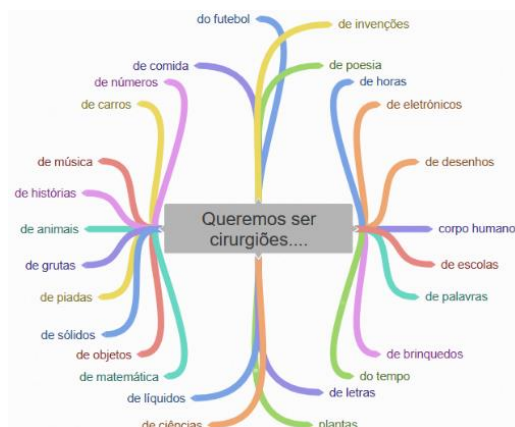 do futebol
de invenções
de comida
de poesia
de números
de horas
de carros
de eletrónicos
de música
de desenhos
de histórias
Queremos ser
cirurgiões....
de animais
corpo humano
de grutas
de escolas
de piadas
de palavras
de sólidos
de objetos
de brinquedos
de matemática
do tempo
de líquidos
de letras
de ciências
plantas